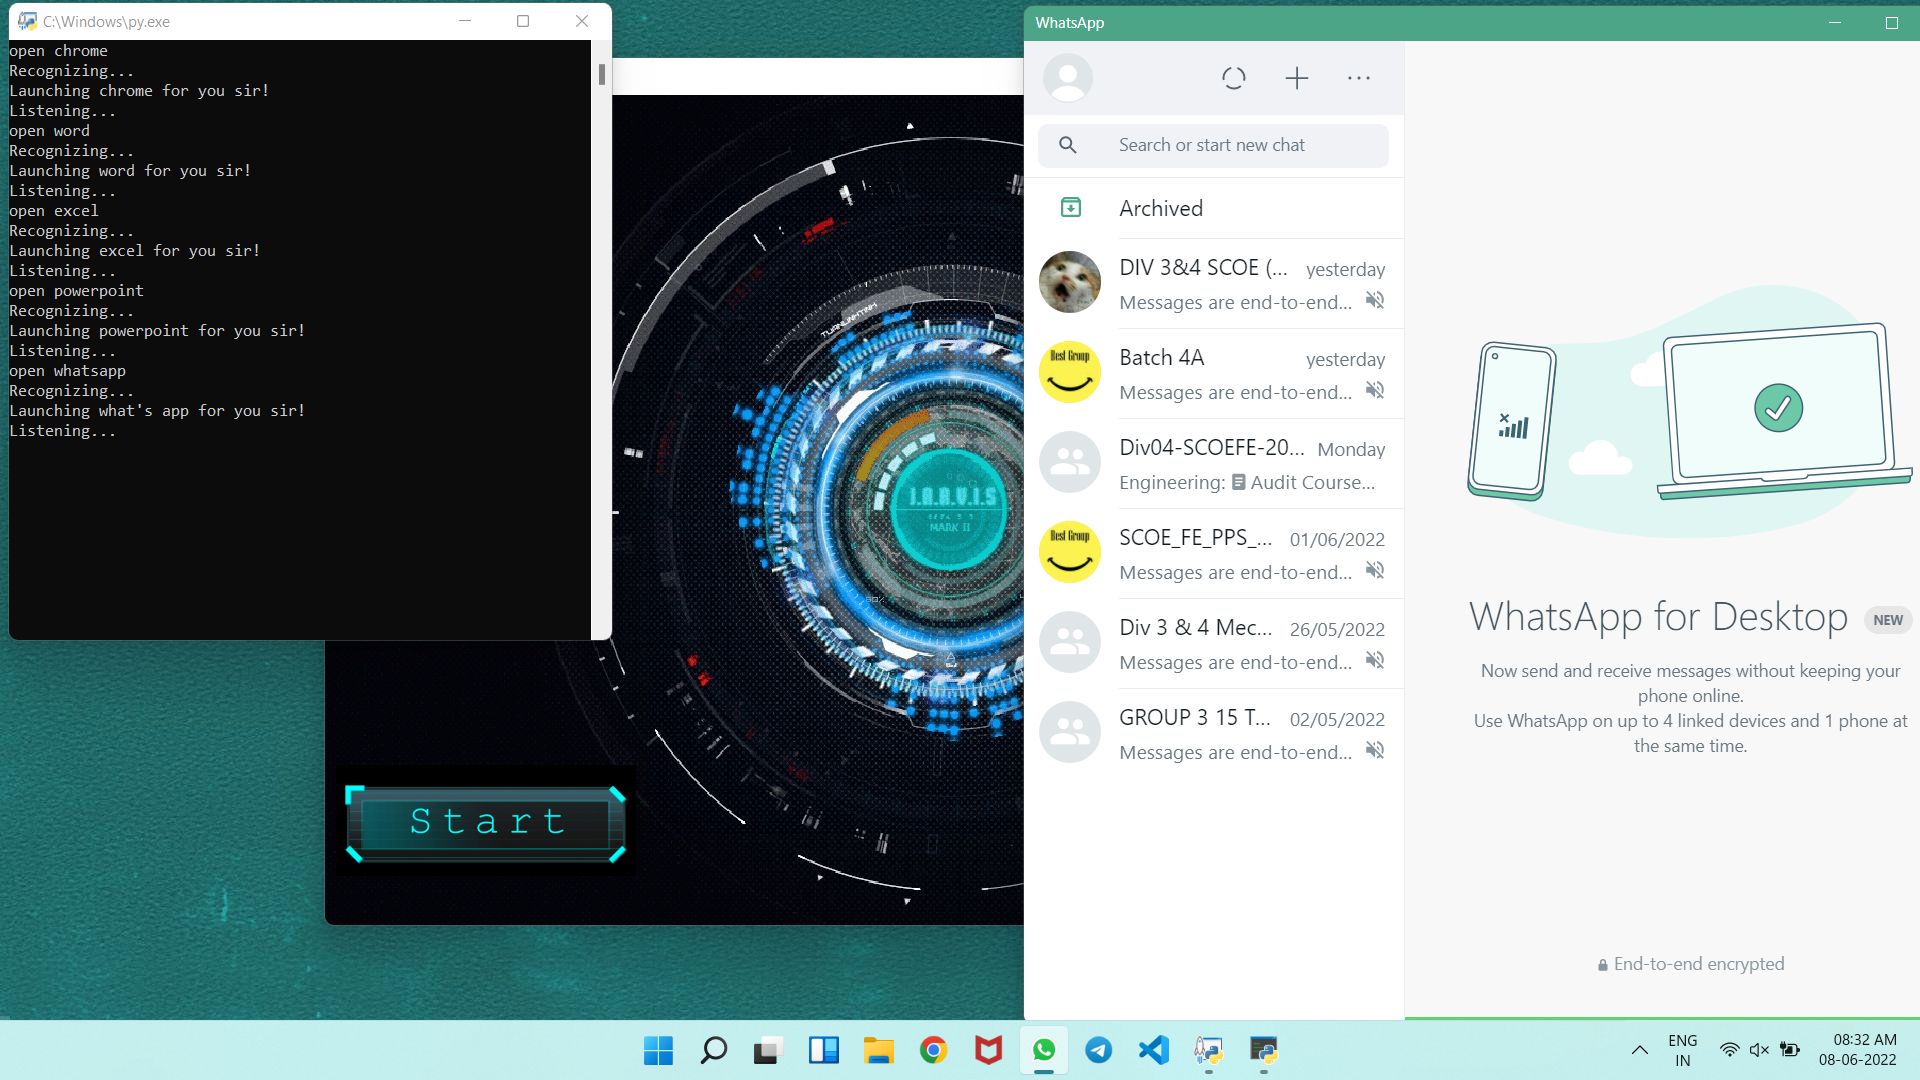 C:\Windows\py.exe
open chrome
Recognizing...
Launching chrome for you sir!
Listening...
open word
Recognizing...
Launching word for you sir!
Listening...
open excel
Recognizing...
Launching excel for you sir!
Listening...
open powerpoint
Recognizing...
Launching powerpoint for you sir!
Listening...
open whatsapp
Recognizing...
Launching what's app for you sir!
Listening...
J.A.R.V.I.S
MARK II
Start
WhatsApp
Search or start new chat
Archived
DIV 3&4 SCOE (... yesterday
Messages are end-to-end...
Best Group
Batch 4A yesterday
Messages are end-to-end...
Div04-SCOEFE-20... Monday
Engineering: Audit Course...
Best Group
SCOE_FE_PPS_... 01/06/2022
Messages are end-to-end...
Div 3 & 4 Mec... 26/05/2022
Messages are end-to-end...
GROUP 3 15 T... 02/05/2022
Messages are end-to-end...
WhatsApp for Desktop NEW
Now send and receive messages without keeping your
phone online.
Use WhatsApp on up to 4 linked devices and 1 phone at
the same time.
End-to-end encrypted
ENG
IN
08:32 AM
08-06-2022